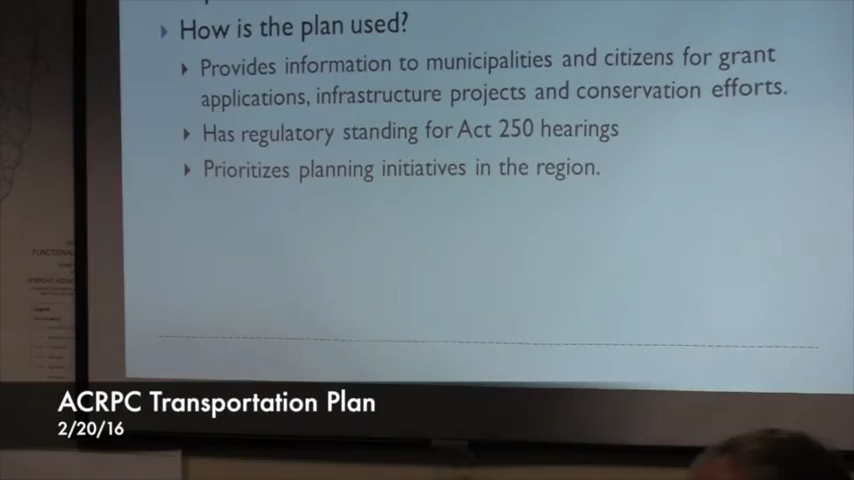 How is the plan used?
Provides information to municipalities and citizens for grant
applications, infrastructure projects and conservation efforts.
Has regulatory standing for Act 250 hearings
Prioritizes planning initiatives in the region.
FUNCTIONAL
ACRPC Transportation Plan
2/20/16